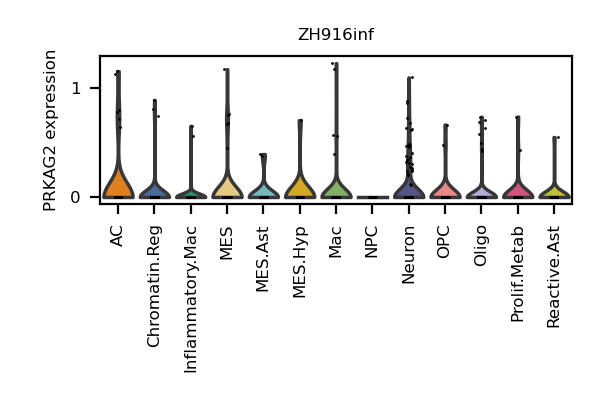 ZH916inf
PRKAG2 expression
1
0
AC
Chromatin.Reg
Inflammatory.Mac
MES
MES.Ast
MES.Hyp
Mac
NPC
Neuron
OPC
Oligo
Prolif.Metab
Reactive.Ast